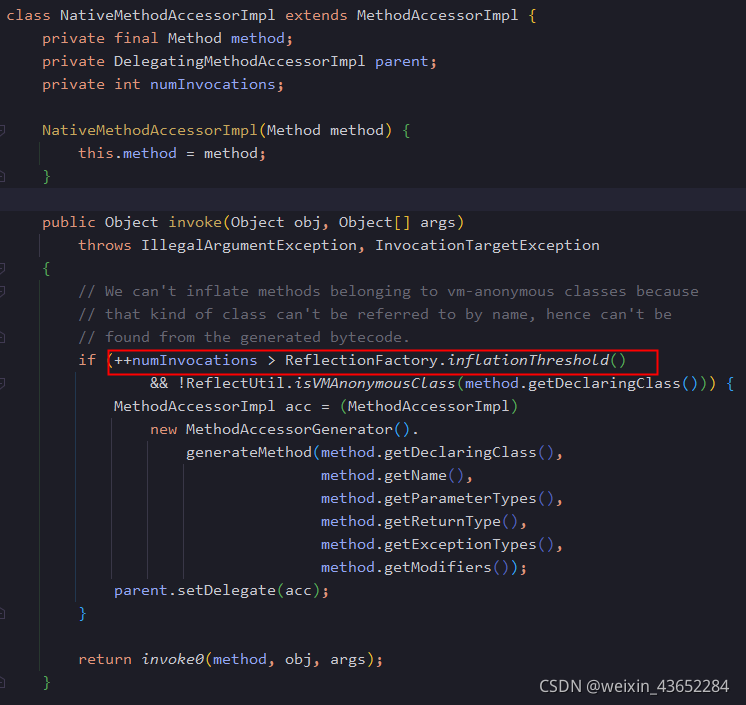 class NativeMethodAccessorImpl extends MethodAccessorImpl {
private final Method method;
private DelegatingMethodAccessorImpl parent;
private int numInvocations;
NativeMethodAccessorImpl(Method method) {
this.method = method;
}
public Object invoke(Object obj, Object[] args)
throws IllegalArgumentException, InvocationTargetException
{
// We can't inflate methods belonging to vm-anonymous classes because
// that kind of class can't be referred to by name, hence can't be
// found from the generated bytecode.
if (++numInvocations > ReflectionFactory.inflationThreshold()
&& !ReflectUtil.isVMAnonymousClass(method.getDeclaringClass())) {
MethodAccessorImpl acc = (MethodAccessorImpl)
new MethodAccessorGenerator().
generateMethod(method.getDeclaringClass(),
method.getName(),
method.getParameterTypes(),
method.getReturnType(),
method.getExceptionTypes(),
method.getModifiers());
parent.setDelegate(acc);
}
return invoke0(method, obj, args);
}
CSDN @weixin_43652284